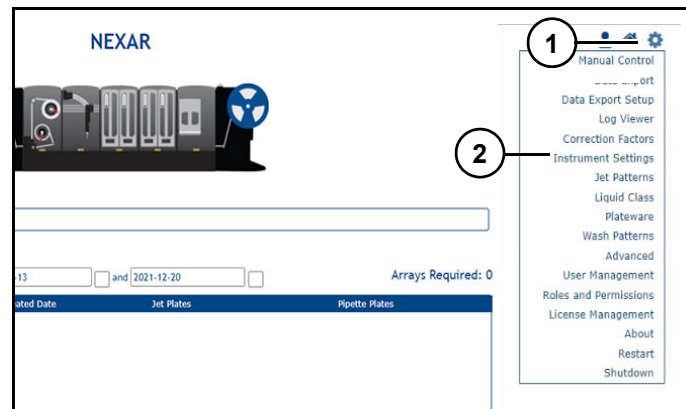 NEXAR
1
Manual Control
Export
Data Export Setup
Log Viewer
Correction Factors
2
Instrument Settings
Jet Patterns
Liquid Class
Plateware
Wash Patterns
Advanced
User Management
Roles and Permissions
License Management
About
Restart
Shutdown
-13 and 2021-12-20 Arrays Required: 0
ated Date Jet Plates Pipette Plates